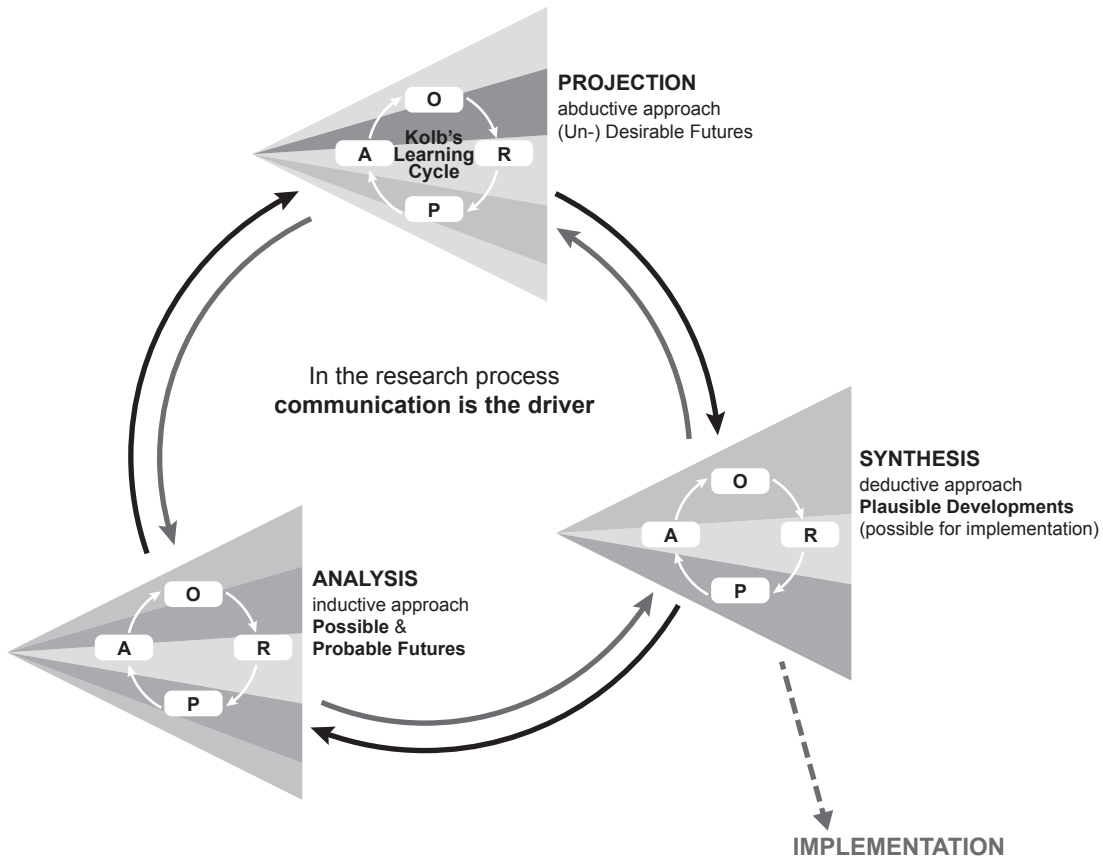 PROJECTION
abductive approach
(Un-) Desirable Futures
O
Kolb's
A Learning R
Cycle
P
In the research process
communication is the driver
SYNTHESIS
deductive approach
Plausible Developments
(possible for implementation)
O
A R
P
ANALYSIS
inductive approach
Possible &
Probable Futures
O
A R
P
IMPLEMENTATION